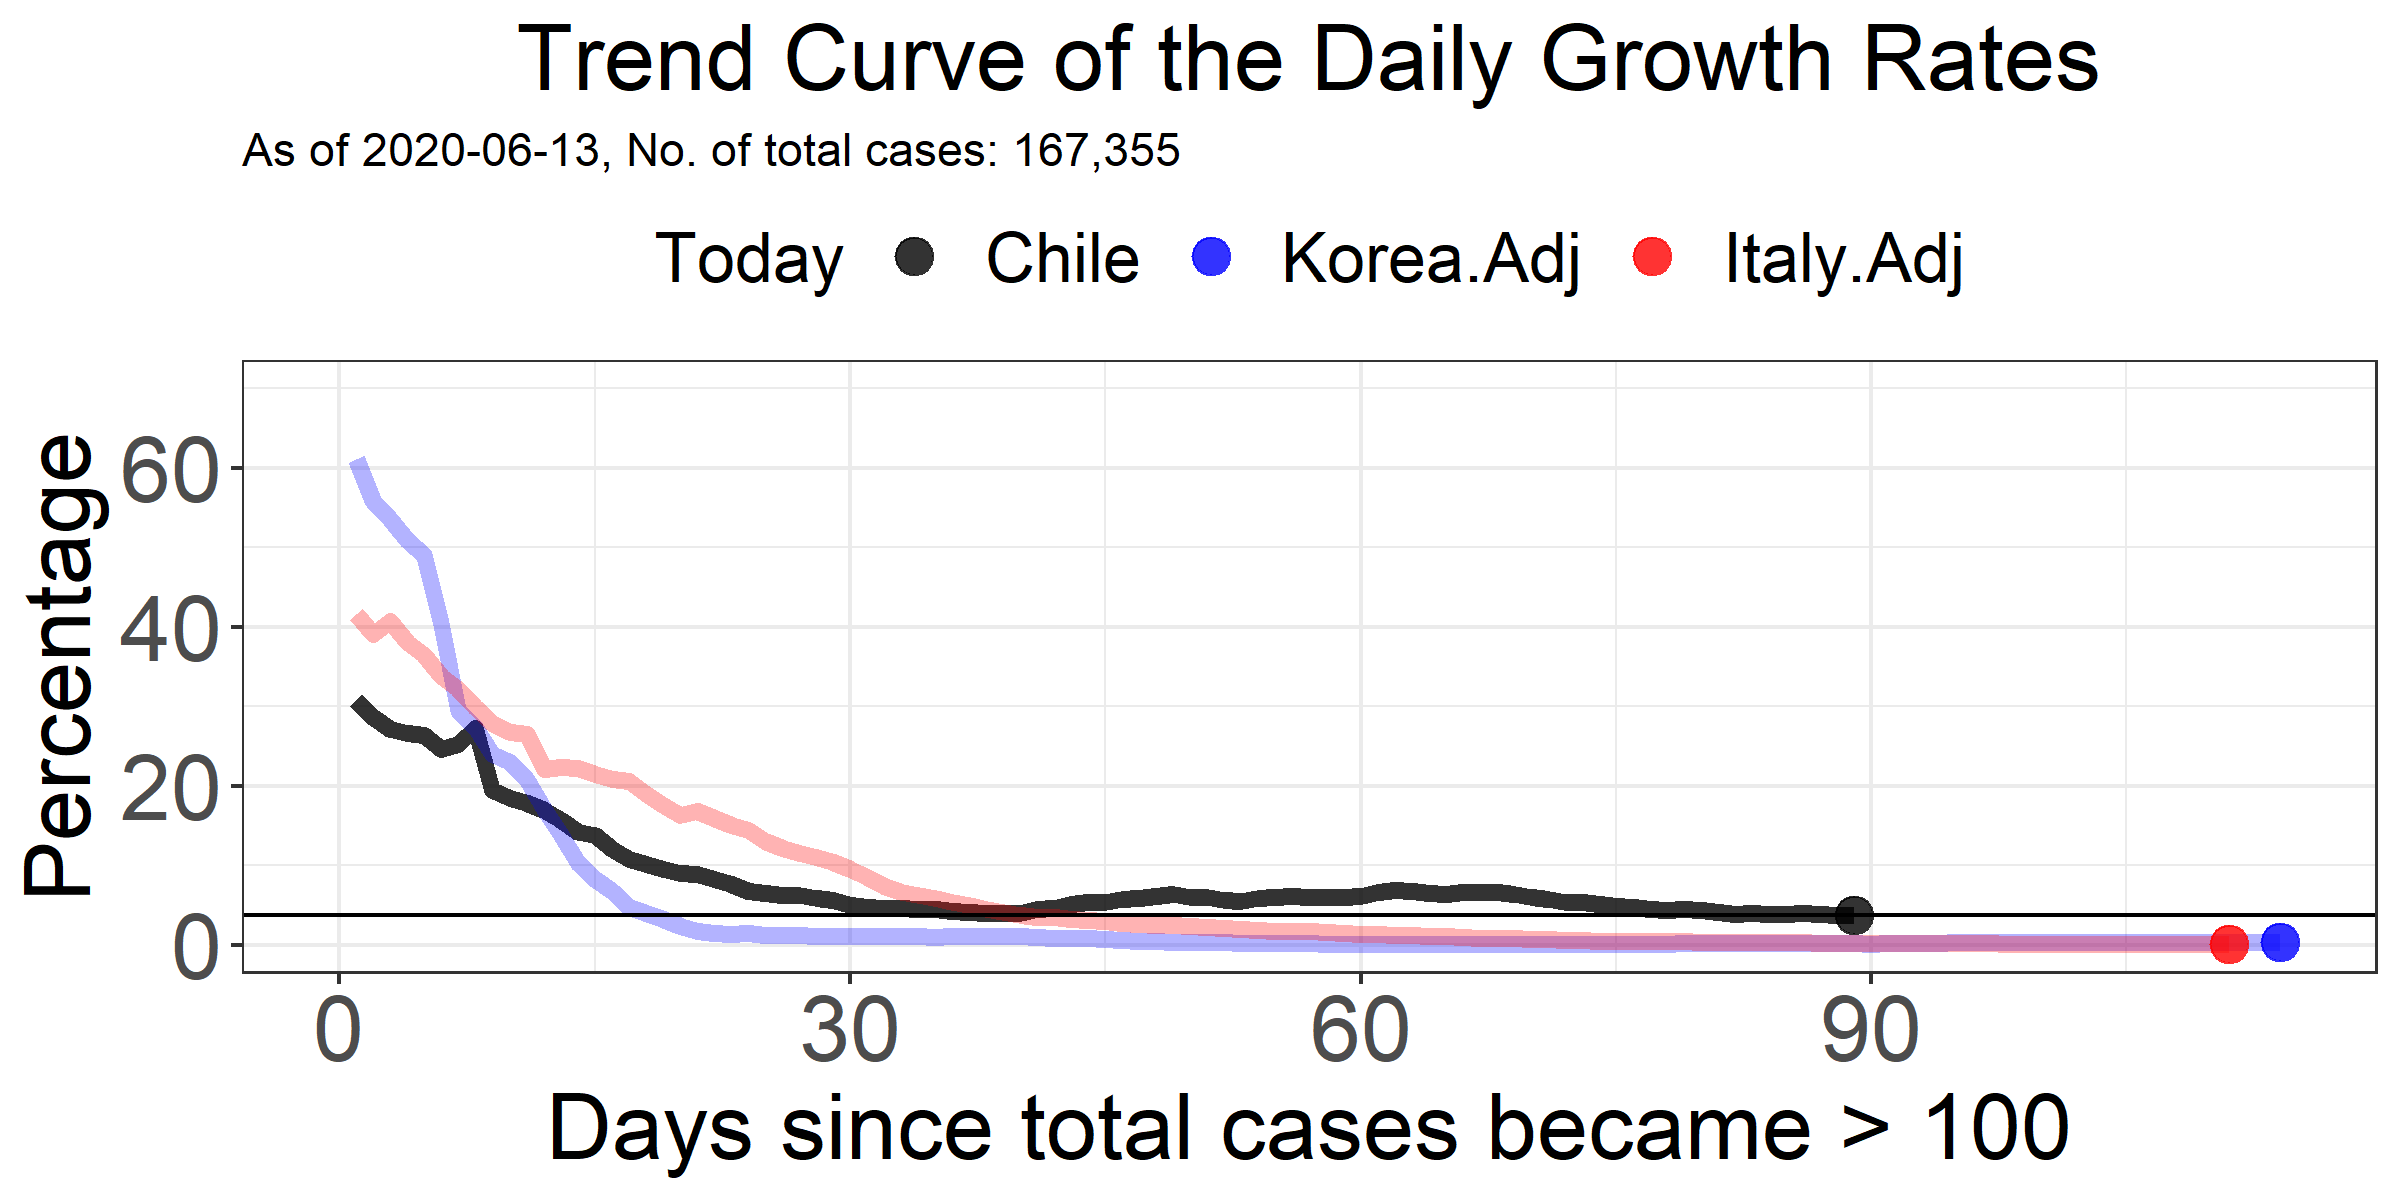 Trend Curve of the Daily Growth Rates
As of 2020-06-13, No. of total cases: 167,355
Today Chile Korea.Adj Italy.Adj
Percentage
60
40
20
0
0 30 60 90
Days since total cases became > 100